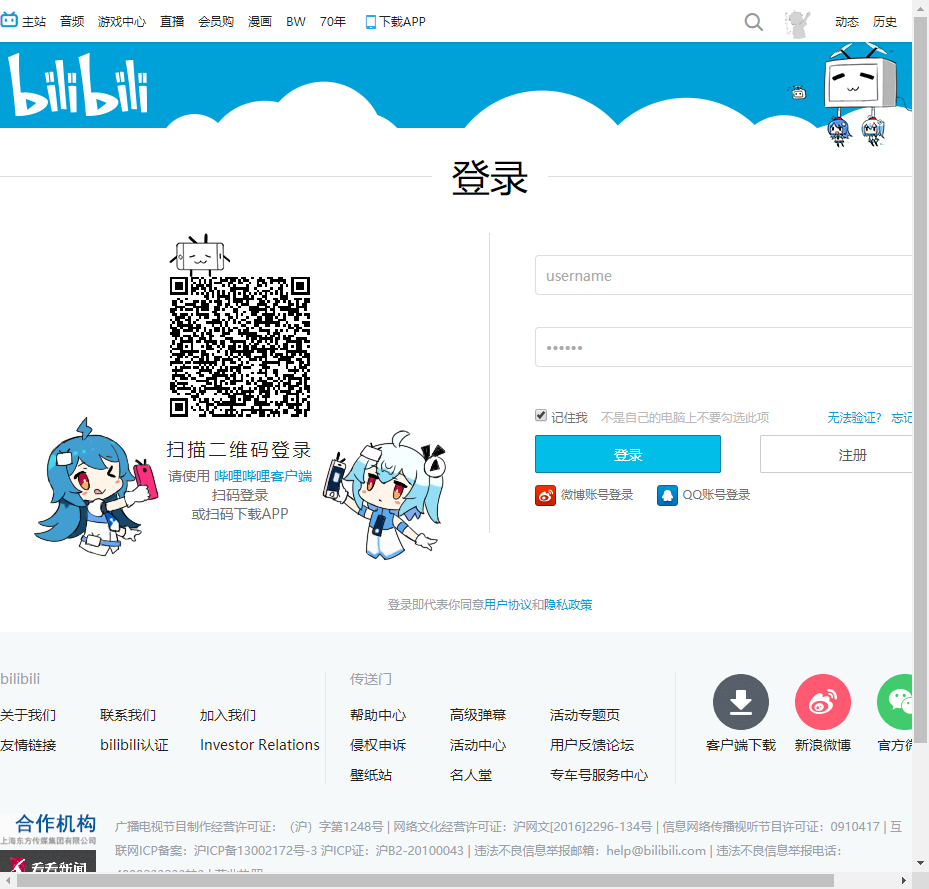 主站 音频 游戏中心 直播 会员购 漫画 BW 70年 下载APP 动态 历史
bilibili
登录
username
••••••
记住我 不是自己的电脑上不要勾选此项 无法验证? 忘记
登录 注册
微博账号登录 QQ账号登录
扫描二维码登录
请使用 哔哩哔哩客户端
扫码登录
或扫码下载APP
登录即代表你同意用户协议和隐私政策
bilibili
关于我们 联系我们 加入我们
友情链接 bilibili认证 Investor Relations
传送门
帮助中心 高级弹幕 活动专题页
侵权申诉 活动中心 用户反馈论坛
壁纸站 名人堂 专车号服务中心
客户端下载 新浪微博 官方微
合作机构
上海东方传媒集团有限公司
看看新闻
广播电视节目制作经营许可证：（沪）字第1248号 | 网络文化经营许可证：沪网文[2016]2296-134号 | 信息网络传播视听节目许可证：0910417 | 互
联网ICP备案：沪ICP备13002172号-3 沪ICP证：沪B2-20100043 | 违法不良信息举报邮箱：help@bilibili.com | 违法不良信息举报电话：